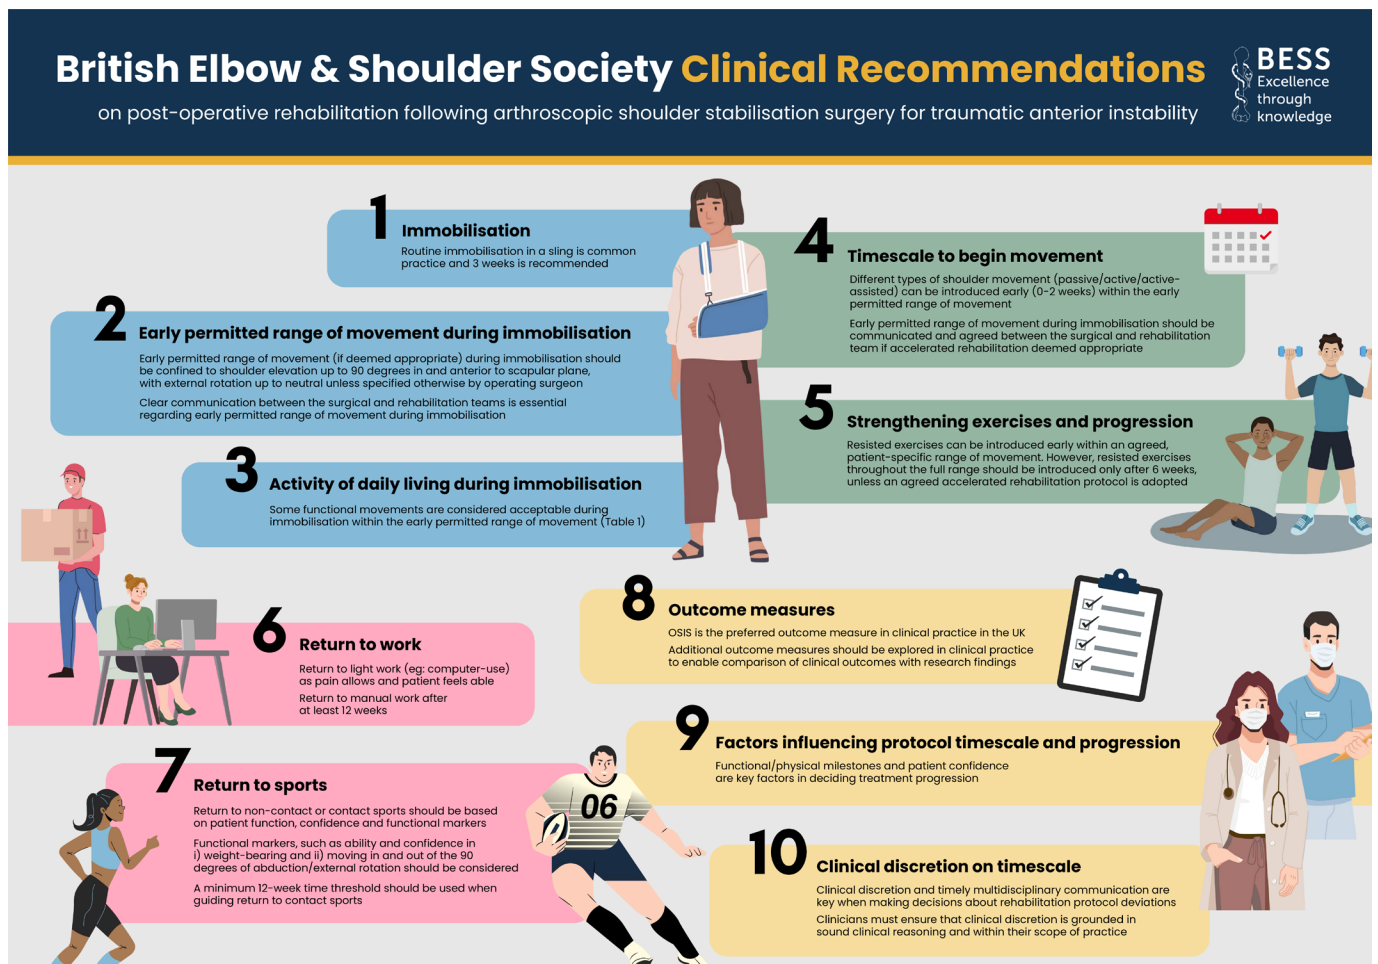 British Elbow & Shoulder Society Clinical Recommendations
on post-operative rehabilitation following arthroscopic shoulder stabilisation surgery for traumatic anterior instability
BESS
Excellence
through
knowledge
1
Immobilisation
Routine immobilisation in a sling is common
practice and 3 weeks is recommended
2
Early permitted range of movement during immobilisation
Early permitted range of movement (if deemed appropriate) during immobilisation should
be confined to shoulder elevation up to 90 degrees in and anterior to scapular plane,
with external rotation up to neutral unless specified otherwise by operating surgeon
Clear communication between the surgical and rehabilitation teams is essential
regarding early permitted range of movement during immobilisation
3
Activity of daily living during immobilisation
Some functional movements are considered acceptable during
immobilisation within the early permitted range of movement (Table 1)
4
Timescale to begin movement
Different types of shoulder movement (passive/active/active-
assisted) can be introduced early (0-2 weeks) within the early
permitted range of movement
Early permitted range of movement during immobilisation should be
communicated and agreed between the surgical and rehabilitation
team if accelerated rehabilitation deemed appropriate
5
Strengthening exercises and progression
Resisted exercises can be introduced early within an agreed,
patient-specific range of movement. However, resisted exercises
throughout the full range should be introduced only after 6 weeks,
unless an agreed accelerated rehabilitation protocol is adopted
6
Return to work
Return to light work (eg: computer-use)
as pain allows and patient feels able
Return to manual work after
at least 12 weeks
7
Return to sports
Return to non-contact or contact sports should be based
on patient function, confidence and functional markers
Functional markers, such as ability and confidence in
i) weight-bearing and ii) moving in and out of the 90
degrees of abduction/external rotation should be considered
A minimum 12-week time threshold should be used when
guiding return to contact sports
06
8
Outcome measures
OSIS is the preferred outcome measure in clinical practice in the UK
Additional outcome measures should be explored in clinical practice
to enable comparison of clinical outcomes with research findings
9
Factors influencing protocol timescale and progression
Functional/physical milestones and patient confidence
are key factors in deciding treatment progression
10
Clinical discretion on timescale
Clinical discretion and timely multidisciplinary communication are
key when making decisions about rehabilitation protocol deviations
Clinicians must ensure that clinical discretion is grounded in
sound clinical reasoning and within their scope of practice